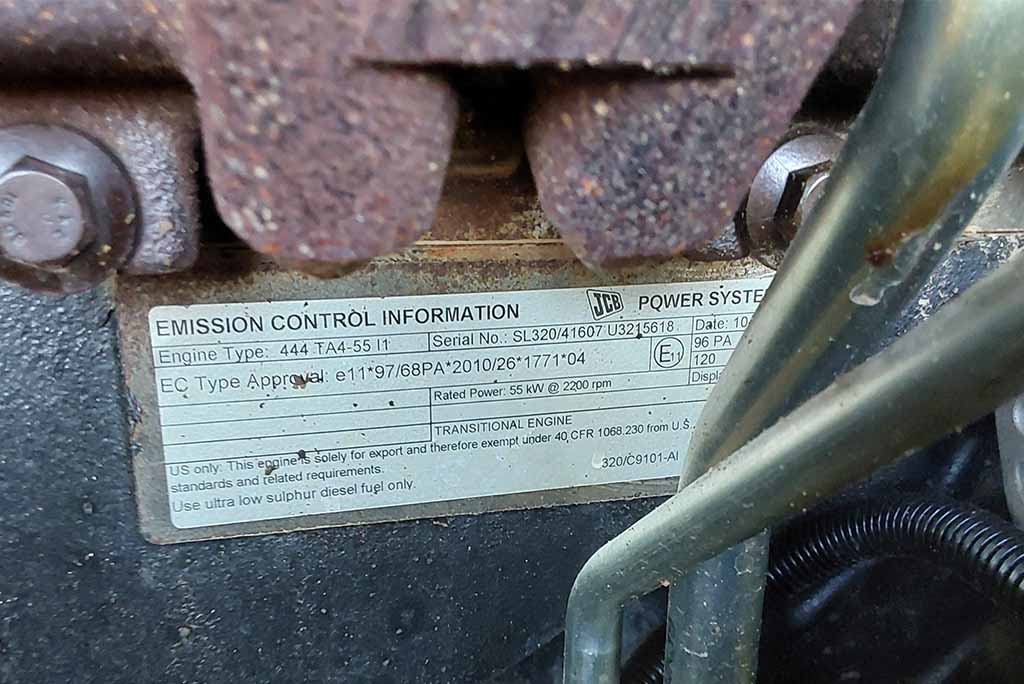 EMISSION CONTROL INFORMATION JCB POWER SYSTE
Engine Type: 444 TA4-55 I1 Serial No.: SL320/41607 U3215618 Date: 10
EC Type Approval: e11*97/68PA*2010/26*1771*04 E11 96 PA
120
Rated Power: 55 kW @ 2200 rpm Displa
TRANSITIONAL ENGINE
US only: This engine is solely for export and therefore exempt under 40 CFR 1068.230 from U.S.
standards and related requirements. 320/C9101-AI
Use ultra low sulphur diesel fuel only.